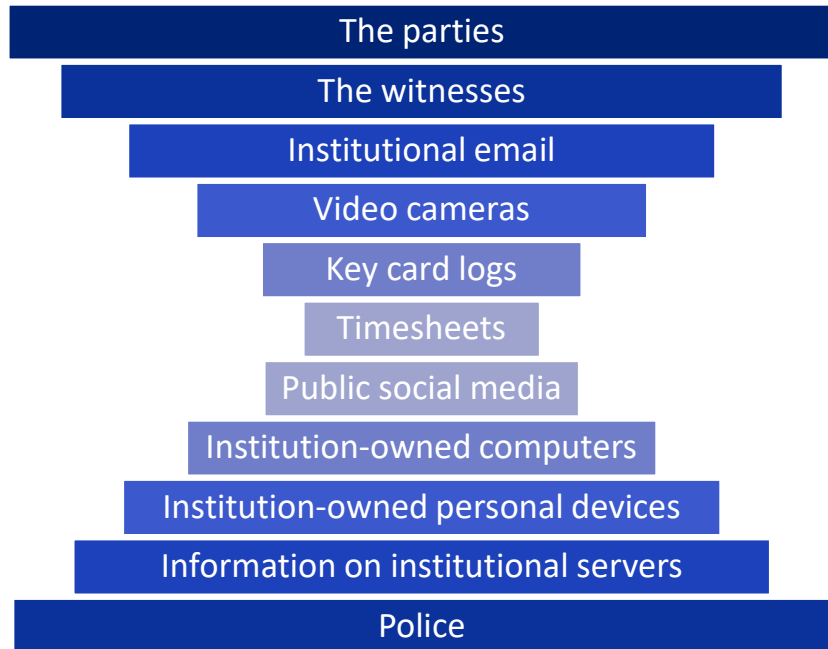 The parties
The witnesses
Institutional email
Video cameras
Key card logs
Timesheets
Public social media
Institution-owned computers
Institution-owned personal devices
Information on institutional servers
Police